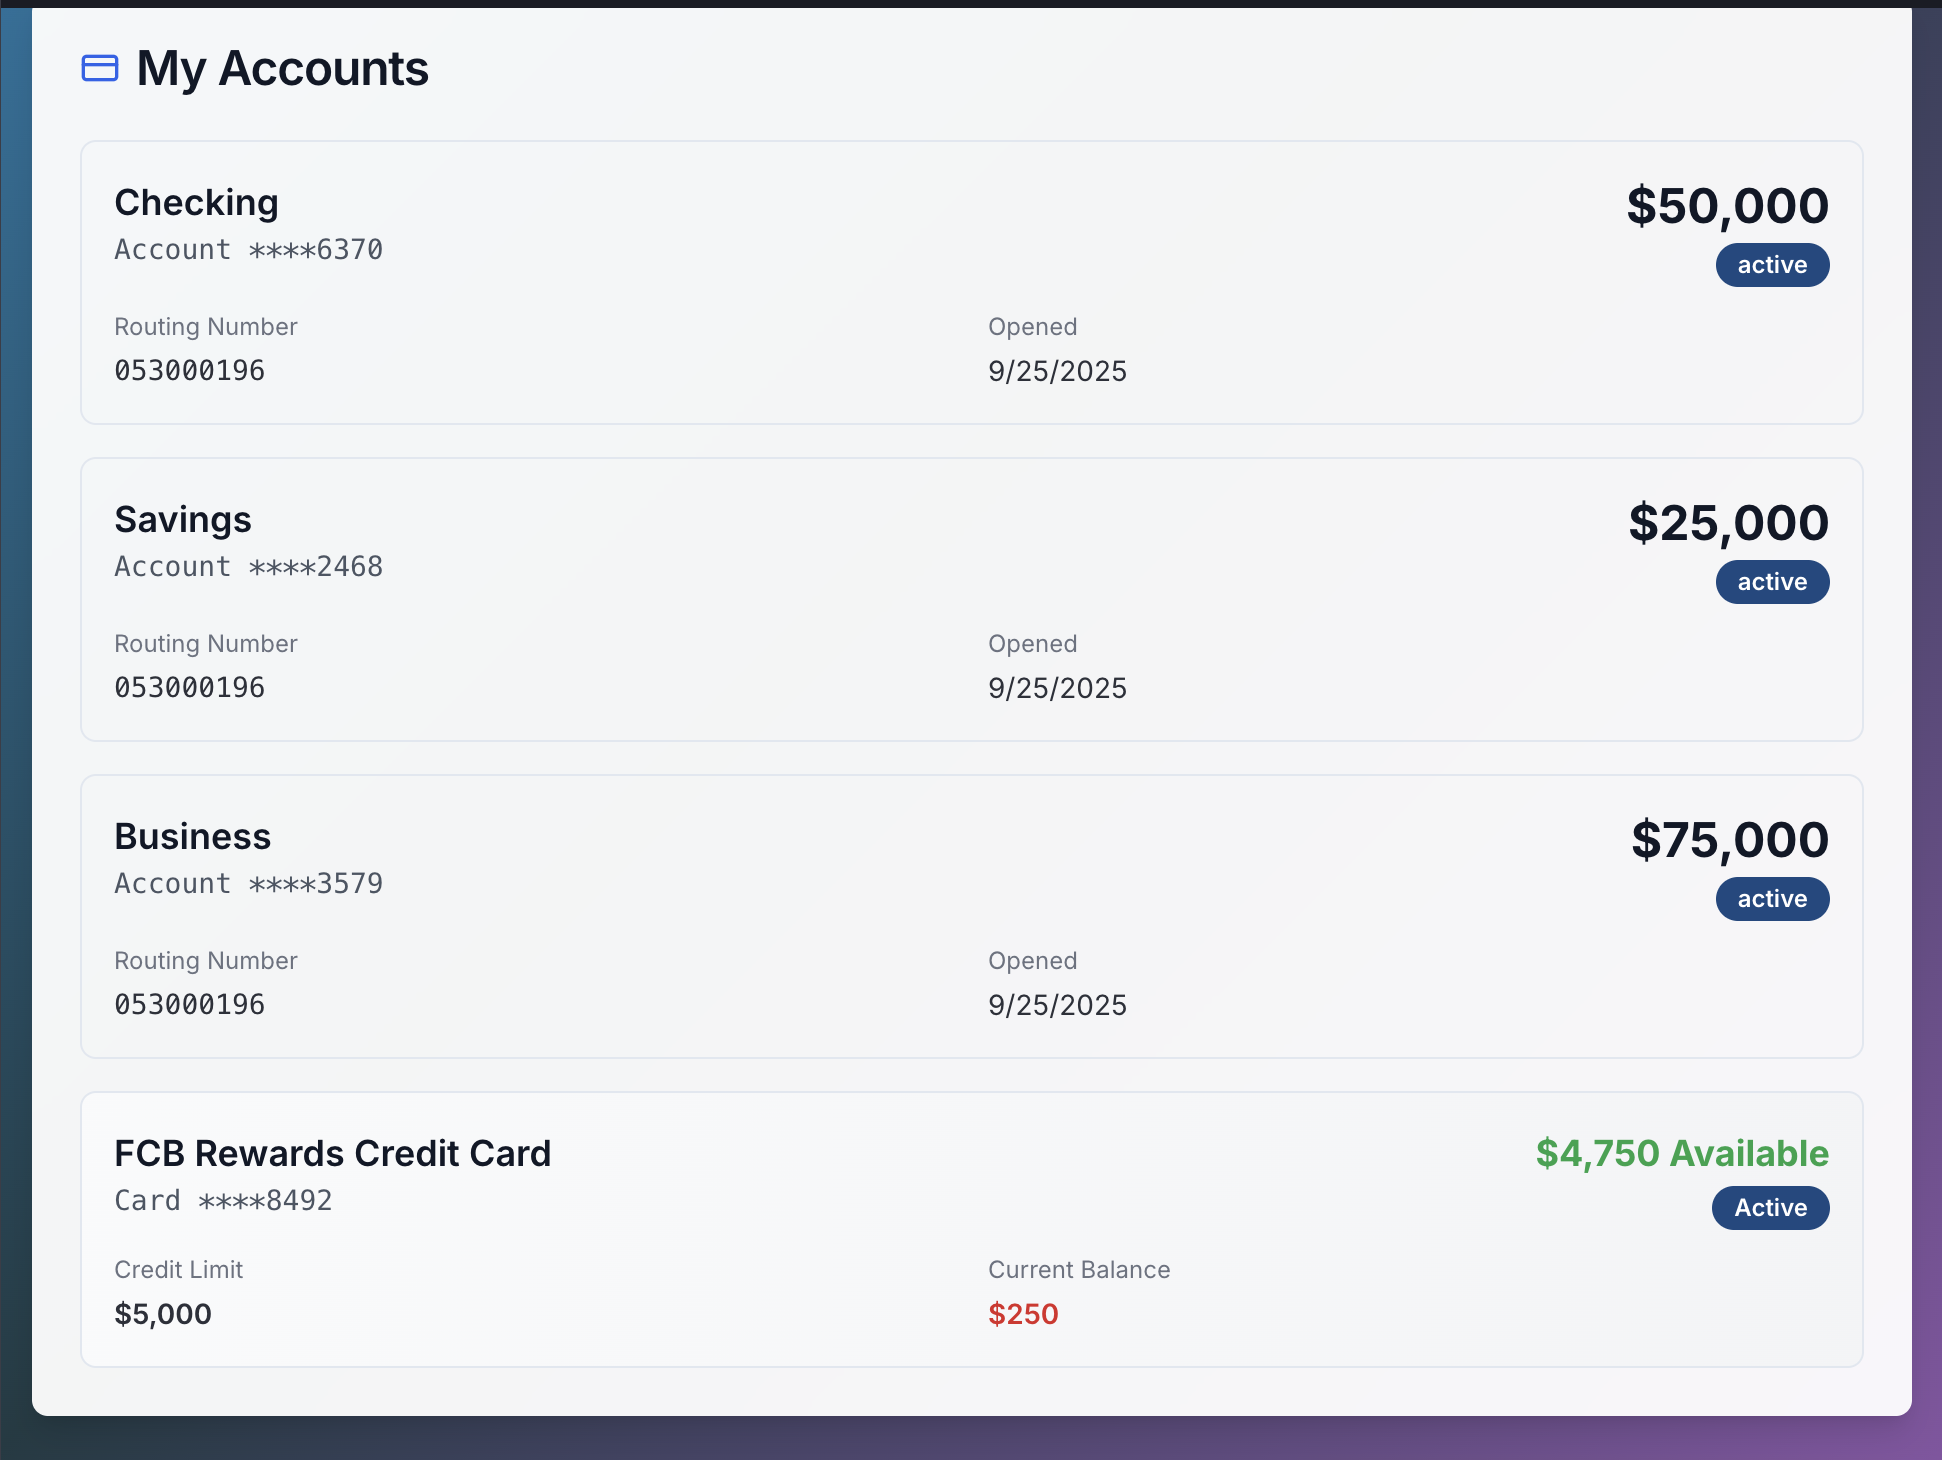 My Accounts
Checking
$50,000
Account ****6370
active
Routing Number
Opened
053000196
9/25/2025
Savings
$25,000
Account ****2468
active
Routing Number
Opened
053000196
9/25/2025
Business
$75,000
Account ****3579
active
Routing Number
Opened
053000196
9/25/2025
FCB Rewards Credit Card
$4,750 Available
Card ****8492
Active
Credit Limit
Current Balance
$5,000
$250